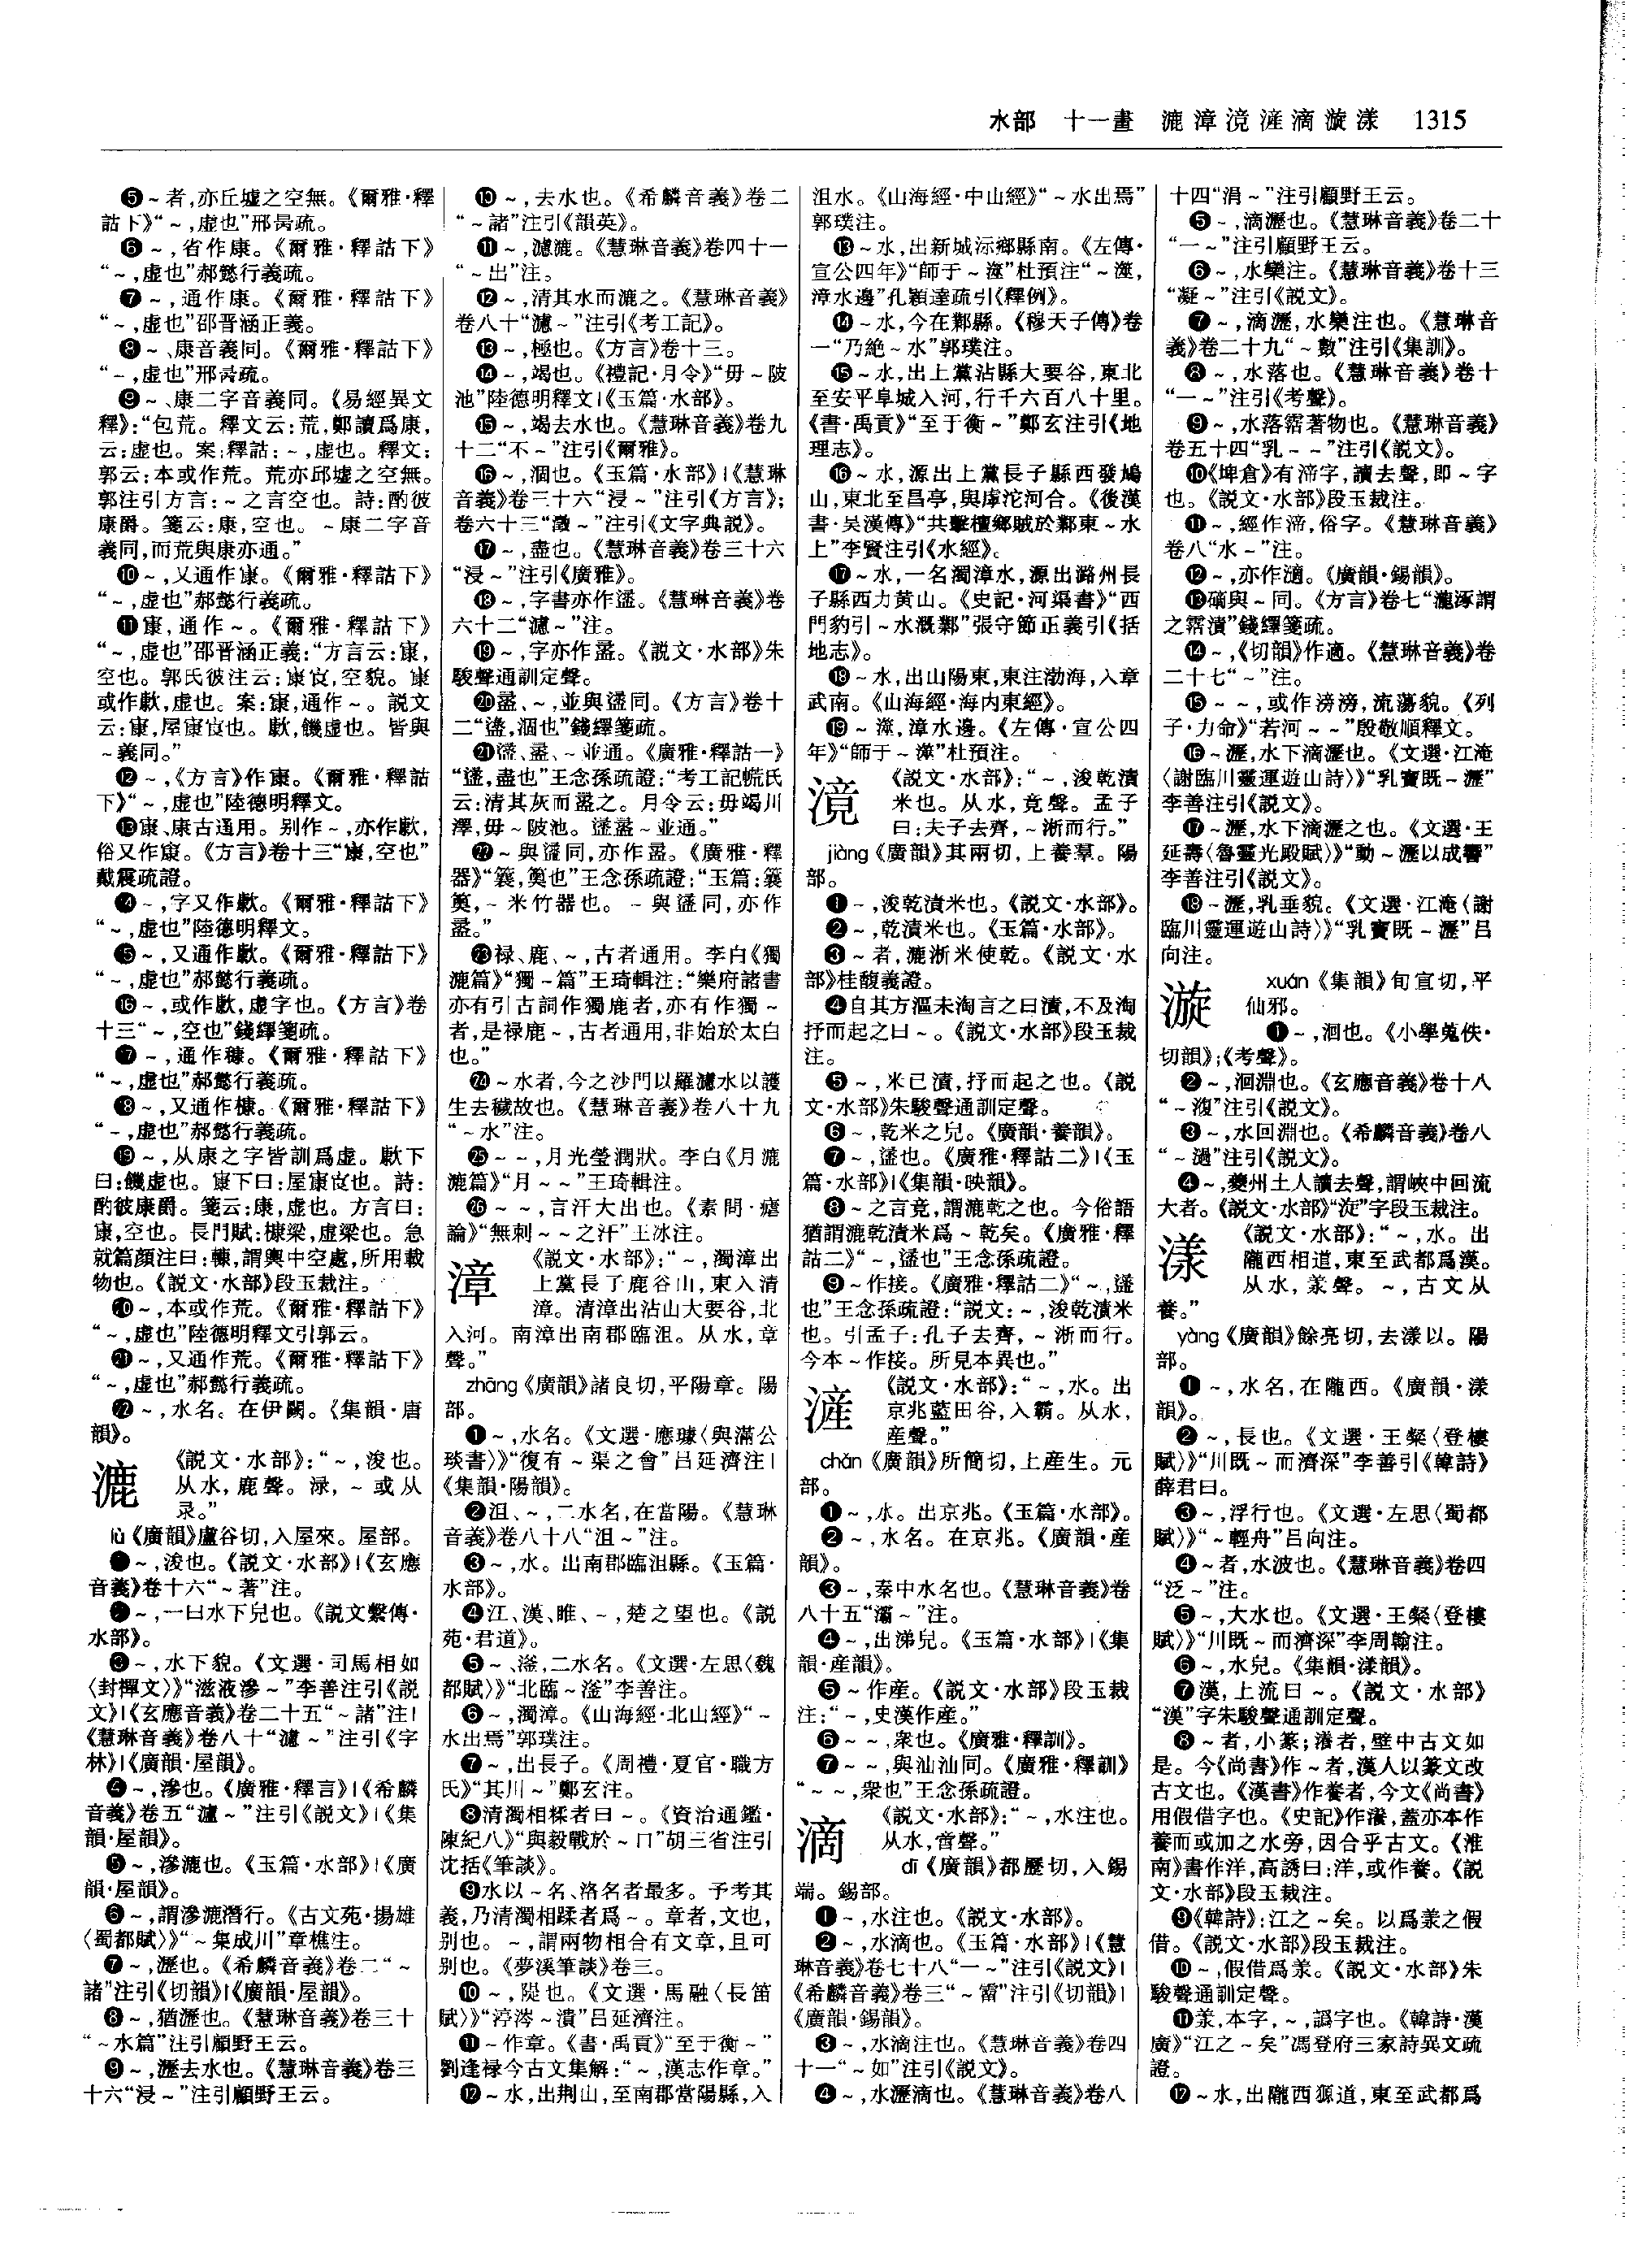 水部　十一畫　漉漳滰滻滴漩漾　1315
❺～者,亦丘墟之空無。《爾雅·釋
詁下》“～,虛也”邢昺疏。
❻～,省作康。《爾雅·釋詁下》
“～,虛也”郝懿行義疏。
❼～,通作康。《爾雅·釋詁下》
“～,虛也”邵晋涵正義。
❽～、康音義同。《爾雅·釋詁下》
“～,虛也”邢昺疏。
❾～、康二字音義同。《易經異文
釋》:“包荒。釋文云:荒,鄭讀爲康,
云:虛也。案:釋詁:～,虛也。釋文:
郭云:本或作荒。荒亦丘墟之空無。
郭注引方言:～之言空也。詩:酌彼
康爵。箋云:康,空也。～康二字音
義同,而荒與康亦通。”
❿～,又通作㝩。《爾雅·釋詁下》
“～,虛也”郝懿行義疏。
⓫㝩,通作～。《爾雅·釋詁下》
“～,虛也”邵晋涵正義:“方言云:㝩,
空也。郭氏彼注云:㝩㝗,空貌。㝩
或作歑,虛也。案:㝩,通作～。説文
云:㝩,屋㝩㝗也。歑,饑虛也。皆與
～義同。”
⓬～,《方言》作㝩。《爾雅·釋詁
下》“～,虛也”陸德明釋文。
⓭㝩、康古通用。别作～,亦作歑,
俗又作㝩。《方言》卷十三“㝩,空也”
戴震疏證。
⓮～,字又作歑。《爾雅·釋詁下》
“～,虛也”陸德明釋文。
⓯～,又通作歑。《爾雅·釋詁下》
“～,虛也”郝懿行義疏。
⓰～,或作歑,虛字也。《方言》卷
十三“～,空也”錢繹箋疏。
⓱～,通作穅。《爾雅·釋詁下》
“～,虛也”郝懿行義疏。
⓲～,又通作槺。《爾雅·釋詁下》
“～,虛也”郝懿行義疏。
⓳～,从康之字皆訓爲虛。歑下
曰:饑虛也。㝩下曰:屋㝩㝗也。詩:
酌彼康爵。箋云:康,虛也。方言曰:
㝩,空也。長門賦:槺梁,虛梁也。急
就篇顔注曰:轗,謂輿中空處,所用載
物也。《説文·水部》段玉裁注。
⓴～,本或作荒。《爾雅·釋詁下》
“～,虛也”陸德明釋文引郭云。
㉑～,又通作荒。《爾雅·釋詁下》
“～,虛也”郝懿行義疏。
㉒～,水名。在伊闕。《集韻·唐
韻》。
漉
《説文·水部》:“～,浚也。
从水,鹿聲。淥,～或从
录。”
lù《廣韻》盧谷切,入屋來。屋部。
❶～,浚也。《説文·水部》|《玄應
音義》卷十六“～著”注。
❷～,一曰水下皃也。《説文繫傳·
水部》。
❸～,水下貌。《文選·司馬相如
〈封禪文〉》“滋液滲～”李善注引《説
文》|《玄應音義》卷二十五“～諸”注|
《慧琳音義》卷八十“濾～”注引《字
林》|《廣韻·屋韻》。
❹～,滲也。《廣雅·釋言》|《希麟
音義》卷五“濾～”注引《説文》|《集
韻·屋韻》。
❺～,滲漉也。《玉篇·水部》|《廣
韻·屋韻》。
❻～,謂滲漉潛行。《古文苑·揚雄
〈蜀都賦〉》“～集成川”章樵注。
❼～,瀝也。《希麟音義》卷二“～
諸”注引《切韻》|《廣韻·屋韻》。
❽～,猶瀝也。《慧琳音義》卷三十
“～水篇”注引顧野王云。
❾～,瀝去水也。《慧琳音義》卷三
十六“浸～”注引顧野王云。
❿～,去水也。《希麟音義》卷二
“～諸”注引《韻英》。
⓫～,濾漉。《慧琳音義》卷四十一
“～出”注。
⓬～,清其水而漉之。《慧琳音義》
卷八十“濾～”注引《考工記》。
⓭～,極也。《方言》卷十三。
⓮～,竭也。《禮記·月令》“毋～陂
池”陸德明釋文|《玉篇·水部》。
⓯～,竭去水也。《慧琳音義》卷九
十二“不～”注引《爾雅》。
⓰～,涸也。《玉篇·水部》|《慧琳
音義》卷三十六“浸～”注引《方言》;
卷六十三“瀓～”注引《文字典説》。
⓱～,盡也。《慧琳音義》卷三十六
“浸～”注引《廣雅》。
⓲～,字書亦作盝。《慧琳音義》卷
六十二“濾～”注。
⓳～,字亦作盝。《説文·水部》朱
駿聲通訓定聲。
⓴盝、～,並與盪同。《方言》卷十
二“盪,涸也”錢繹箋疏。
㉑盪、盝、～並通。《廣雅·釋詁一》
“盪,盡也”王念孫疏證:“考工記㡛氏
云:清其灰而盝之。月令云:毋竭川
澤,毋～陂池。盪盝～並通。”
㉒～與盪同,亦作盝。《廣雅·釋
器》“䉛,䉂也”王念孫疏證:“玉篇:䉛
䉂,～米竹器也。～與盪同,亦作
盝。”
㉓禄、鹿、～,古者通用。李白《獨
漉篇》“獨～篇”王琦輯注:“樂府諸書
亦有引古詞作獨鹿者,亦有作獨～
者,是禄鹿～,古者通用,非始於太白
也。”
㉔～水者,今之沙門以羅濾水以護
生去穢故也。《慧琳音義》卷八十九
“～水”注。
㉕～～,月光瑩潤狀。李白《月漉
漉篇》“月～～”王琦輯注。
㉖～～,言汗大出也。《素問·瘧
論》“無刺～～之汗”王冰注。
漳
《説文·水部》:“～,濁漳出
上黨長子鹿谷山,東入清
漳。清漳出沾山大要谷,北
入河。南漳出南郡臨沮。从水,章
聲。”
zhāng《廣韻》諸良切,平陽章。陽
部。
❶～,水名。《文選·應璩〈與滿公
琰書〉》“復有～渠之會”吕延濟注|
《集韻·陽韻》。
❷沮、～,二水名,在當陽。《慧琳
音義》卷八十八“沮～”注。
❸～,水。出南郡臨沮縣。《玉篇·
水部》。
❹江、漢、睢、～,楚之望也。《説
苑·君道》。
❺～、滏,二水名。《文選·左思〈魏
都賦〉》“北臨～滏”李善注。
❻～,濁漳。《山海經·北山經》“～
水出焉”郭璞注。
❼～,出長子。《周禮·夏官·職方
氏》“其川～”鄭玄注。
❽清濁相糅者曰～。《資治通鑑·
陳紀八》“與毅戰於～口”胡三省注引
沈括《筆談》。
❾水以～名、洛名者最多。予考其
義,乃清濁相蹂者爲～。章者,文也,
别也。～,謂兩物相合有文章,且可
别也。《夢溪筆談》卷三。
❿～,隄也。《文選·馬融〈長笛
賦〉》“渟涔～潰”吕延濟注。
⓫～作章。《書·禹貢》“至于衡～”
劉逢禄今古文集解:“～,漢志作章。”
⓬～水,出荆山,至南郡當陽縣,入
沮水。《山海經·中山經》“～水出焉”
郭璞注。
⓭～水,出新城沶鄉縣南。《左傳·
宣公四年》“師于～澨”杜預注“～澨,
漳水邊”孔穎達疏引《釋例》。
⓮～水,今在鄴縣。《穆天子傳》卷
一“乃絶～水”郭璞注。
⓯～水,出上黨沾縣大要谷,東北
至安平阜城入河,行千六百八十里。
《書·禹貢》“至于衡～”鄭玄注引《地
理志》。
⓰～水,源出上黨長子縣西發鳩
山,東北至昌亭,與虖沱河合。《後漢
書·吴漢傳》“共擊檀鄉賊於鄴東～水
上”李賢注引《水經》。
⓱～水,一名濁漳水,源出潞州長
子縣西力黄山。《史記·河渠書》“西
門豹引～水溉鄴”張守節正義引《括
地志》。
⓲～水,出山陽東,東注渤海,入章
武南。《山海經·海内東經》。
⓳～澨,漳水邊。《左傳·宣公四
年》“師于～澨”杜預注。
滰
《説文·水部》:“～,浚乾漬
米也。从水,竟聲。孟子
曰:夫子去齊,～淅而行。”
jiàng《廣韻》其兩切,上養羣。陽
部。
❶～,浚乾漬米也。《説文·水部》。
❷～,乾漬米也。《玉篇·水部》。
❸～者,漉淅米使乾。《説文·水
部》桂馥義證。
❹自其方漚未淘言之曰漬,不及淘
抒而起之曰～。《説文·水部》段玉裁
注。
❺～,米已漬,抒而起之也。《説
文·水部》朱駿聲通訓定聲。
❻～,乾米之皃。《廣韻·養韻》。
❼～,盪也。《廣雅·釋詁二》|《玉
篇·水部》|《集韻·映韻》。
❽～之言竟,謂漉乾之也。今俗語
猶謂漉乾漬米爲～乾矣。《廣雅·釋
詁二》“～,盪也”王念孫疏證。
❾～作接。《廣雅·釋詁二》“～,盪
也”王念孫疏證:“説文:～,浚乾漬米
也。引孟子:孔子去齊,～淅而行。
今本～作接。所見本異也。”
滻
《説文·水部》:“～,水。出
京兆藍田谷,入霸。从水,
産聲。”
chǎn《廣韻》所簡切,上産生。元
部。
❶～,水。出京兆。《玉篇·水部》。
❷～,水名。在京兆。《廣韻·産
韻》。
❸～,秦中水名也。《慧琳音義》卷
八十五“灞～”注。
❹～,出涕皃。《玉篇·水部》|《集
韻·産韻》。
❺～作産。《説文·水部》段玉裁
注:“～,史漢作産。”
❻～～,衆也。《廣雅·釋訓》。
❼～～,與汕汕同。《廣雅·釋訓》
“～～,衆也”王念孫疏證。
滴
《説文·水部》:“～,水注也。
从水,啻聲。”
dī《廣韻》都歷切,入錫
端。錫部。
❶～,水注也。《説文·水部》。
❷～,水滴也。《玉篇·水部》|《慧
琳音義》卷七十八“一～”注引《説文》|
《希麟音義》卷三“～霤”注引《切韻》|
《廣韻·錫韻》。
❸～,水滴注也。《慧琳音義》卷四
十一“～如”注引《説文》。
❹～,水瀝滴也。《慧琳音義》卷八
十四“涓～”注引顧野王云。
❺～,滴瀝也。《慧琳音義》卷二十
“一～”注引顧野王云。
❻～,水欒注。《慧琳音義》卷十三
“凝～”注引《説文》。
❼～,滴瀝,水欒注也。《慧琳音
義》卷二十九“～數”注引《集訓》。
❽～,水落也。《慧琳音義》卷十
“一～”注引《考聲》。
❾～,水落霑著物也。《慧琳音義》
卷五十四“乳～～”注引《説文》。
❿《埤倉》有渧字,讀去聲,即～字
也。《説文·水部》段玉裁注。
⓫～,經作渧,俗字。《慧琳音義》
卷八“水～”注。
⓬～,亦作㵁。《廣韻·錫韻》。
⓭磆與～同。《方言》卷七“瀧涿謂
之霑漬”錢繹箋疏。
⓮～,《切韻》作適。《慧琳音義》卷
二十七“～”注。
⓯～～,或作滂滂,流蕩貌。《列
子·力命》“若河～～”殷敬順釋文。
⓰～瀝,水下滴瀝也。《文選·江淹
〈謝臨川靈運遊山詩〉》“乳竇既～瀝”
李善注引《説文》。
⓱～瀝,水下滴瀝之也。《文選·王
延壽〈魯靈光殿賦〉》“動～瀝以成響”
李善注引《説文》。
⓲～瀝,乳垂貌。《文選·江淹〈謝
臨川靈運遊山詩〉》“乳竇既～瀝”吕
向注。
漩
xuán《集韻》旬宣切,平
仙邪。
❶～,洄也。《小學蒐佚·
切韻》;《考聲》。
❷～,洄淵也。《玄應音義》卷十八
“～澓”注引《説文》。
❸～,水回淵也。《希麟音義》卷八
“～濄”注引《説文》。
❹～,夔州土人讀去聲,謂峽中回流
大者。《説文·水部》“淀”字段玉裁注。
漾
《説文·水部》:“～,水。出
隴西相道,東至武都爲漢。
从水,羕聲。～,古文从
養。”
yàng《廣韻》餘亮切,去漾以。陽
部。
❶～,水名,在隴西。《廣韻·漾
韻》。
❷～,長也。《文選·王粲〈登樓
賦〉》“川既～而濟深”李善引《韓詩》
薛君曰。
❸～,浮行也。《文選·左思〈蜀都
賦〉》“～輕舟”吕向注。
❹～者,水波也。《慧琳音義》卷四
“泛～”注。
❺～,大水也。《文選·王粲〈登樓
賦〉》“川既～而濟深”李周翰注。
❻～,水皃。《集韻·漾韻》。
❼漢,上流曰～。《説文·水部》
“漢”字朱駿聲通訓定聲。
❽～者,小篆;瀁者,壁中古文如
是。今《尚書》作～者,漢人以篆文改
古文也。《漢書》作養者,今文《尚書》
用假借字也。《史記》作瀁,蓋亦本作
養而或加之水旁,因合乎古文。《淮
南》書作洋,高誘曰:洋,或作養。《説
文·水部》段玉裁注。
❾《韓詩》:江之～矣。以爲羕之假
借。《説文·水部》段玉裁注。
❿～,假借爲羕。《説文·水部》朱
駿聲通訓定聲。
⓫羕,本字,～,譌字也。《韓詩·漢
廣》“江之～矣”馮登府三家詩異文疏
證。
⓬～水,出隴西豲道,東至武都爲